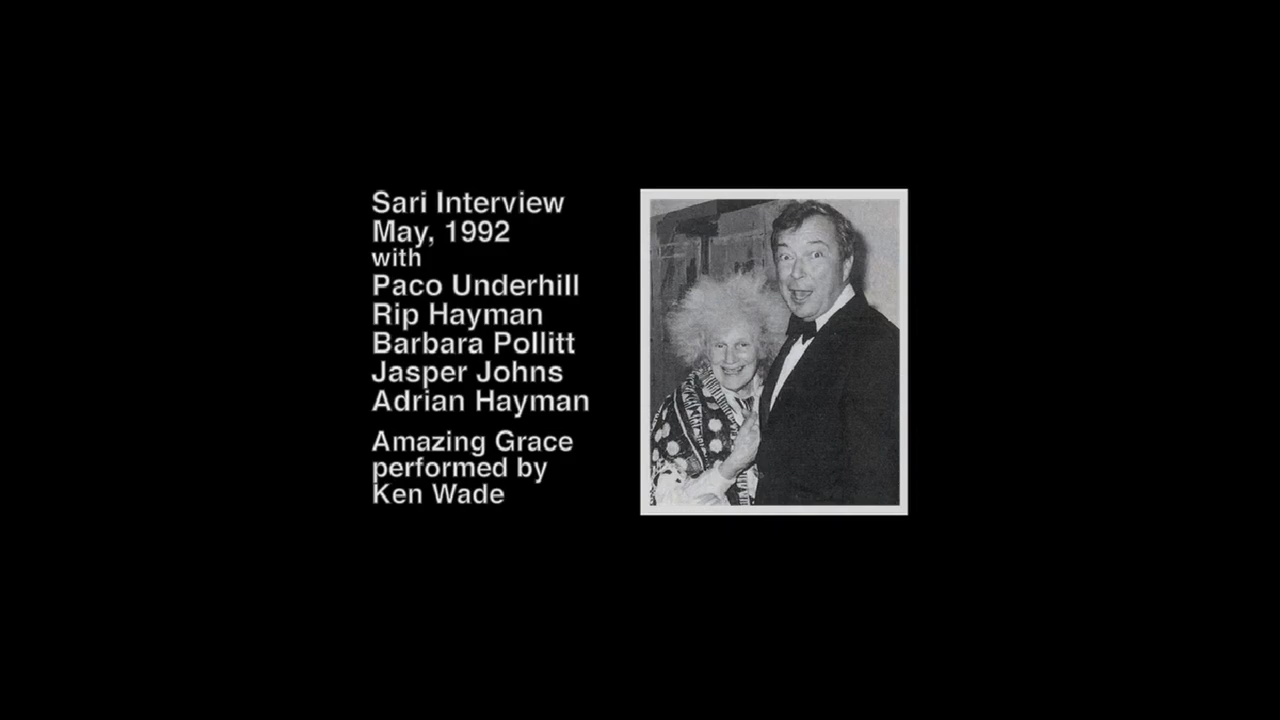 Sari Interview
May, 1992
with
Paco Underhill
Rip Hayman
Barbara Pollitt
Jasper Johns
Adrian Hayman
Amazing Grace
performed by
Ken Wade